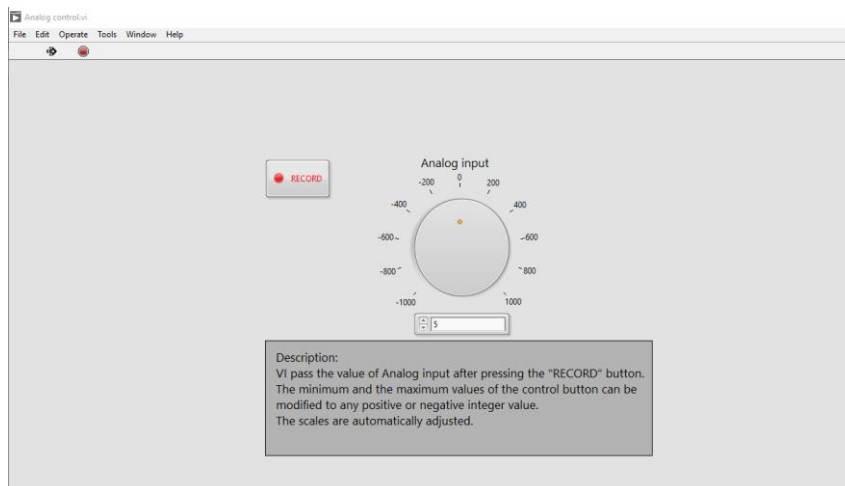 Analog control.vi
File Edit Operate Tools Window Help
RECORD
Analog input
-200 0 200
-400 400
-600 -600
-800 800
-1000 1000
5
Description:
VI pass the value of Analog input after pressing the "RECORD" button.
The minimum and the maximum values of the control button can be
modified to any positive or negative integer value.
The scales are automatically adjusted.